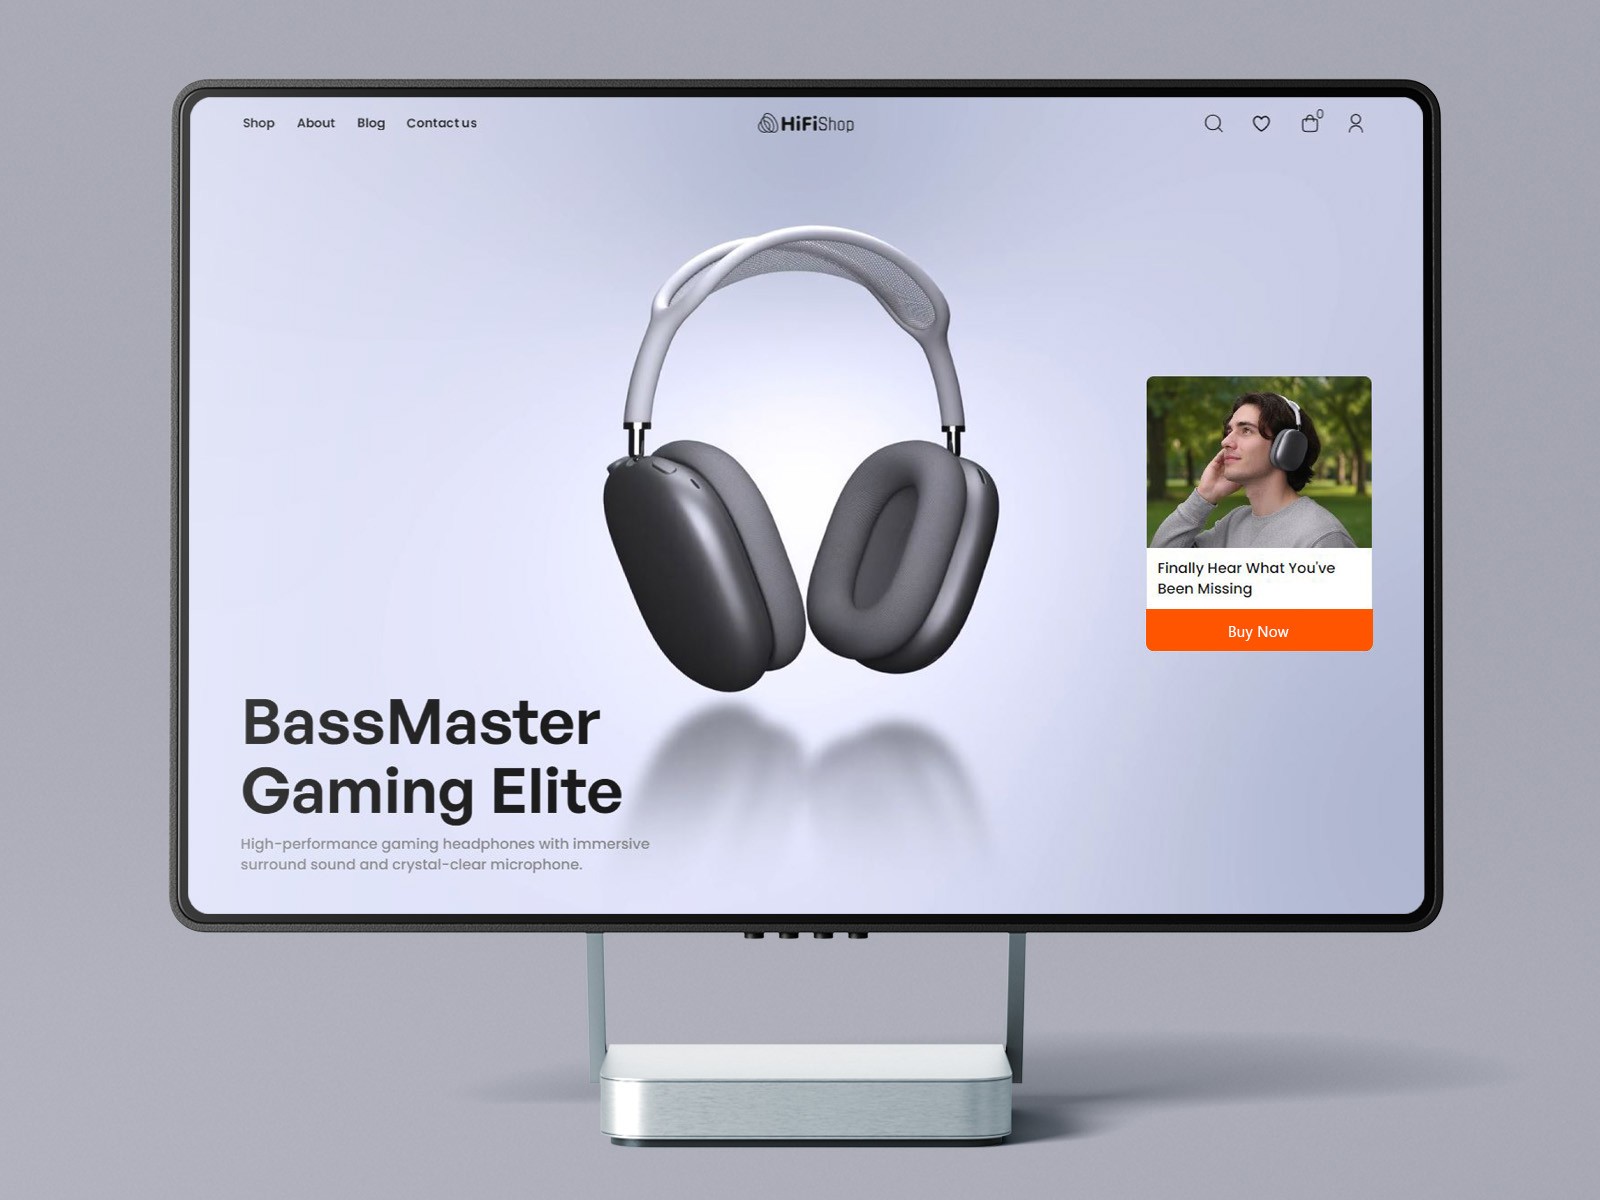 Shop About Blog Contact us
HiFiShop
0
Finally Hear What You've
Been Missing
Buy Now
BassMaster
Gaming Elite
High-performance gaming headphones with immersive
surround sound and crystal-clear microphone.